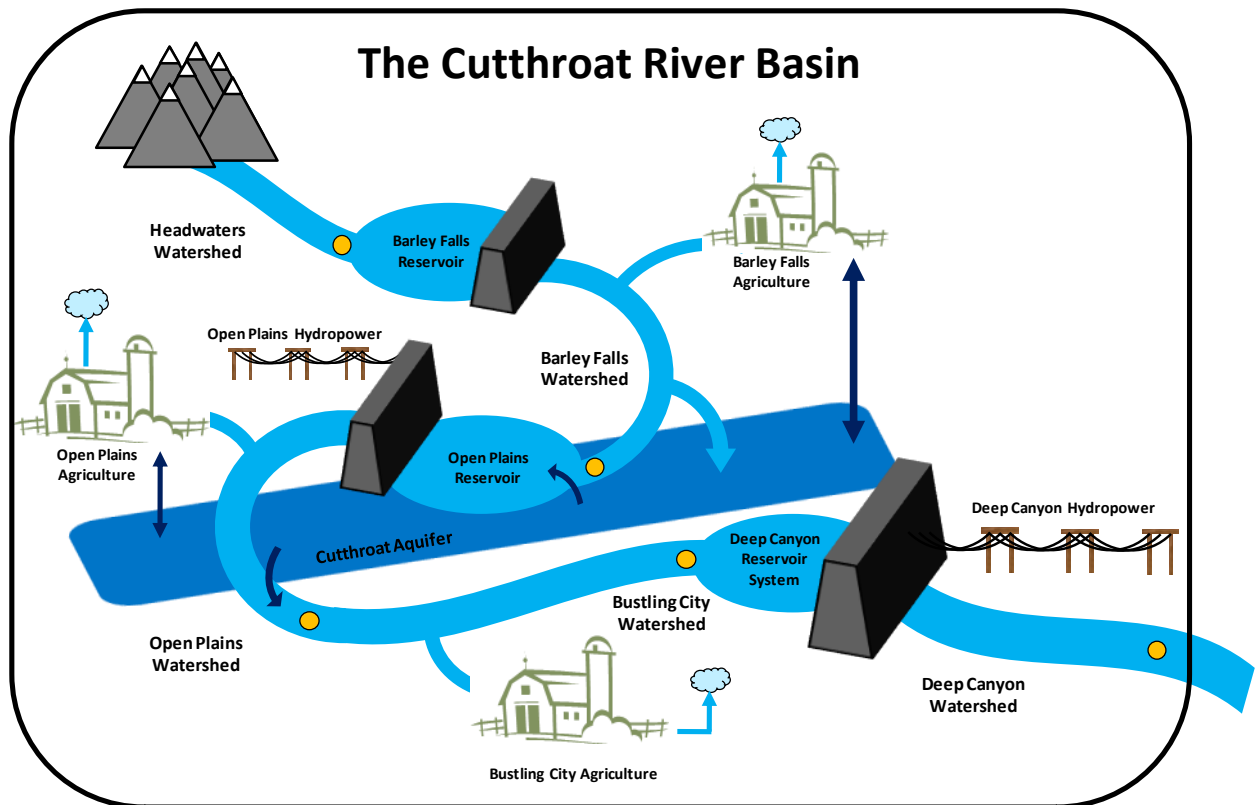 The Cutthroat River Basin
Headwaters
Watershed
Barley Falls
Reservoir
Barley Falls
Agriculture
Open Plains Hydropower
Barley Falls
Watershed
Open Plains
Agriculture
Open Plains
Reservoir
Deep Canyon Hydropower
Cutthroat Aquifer
Deep Canyon
Reservoir
System
Bustling City
Watershed
Open Plains
Watershed
Deep Canyon
Watershed
Bustling City Agriculture